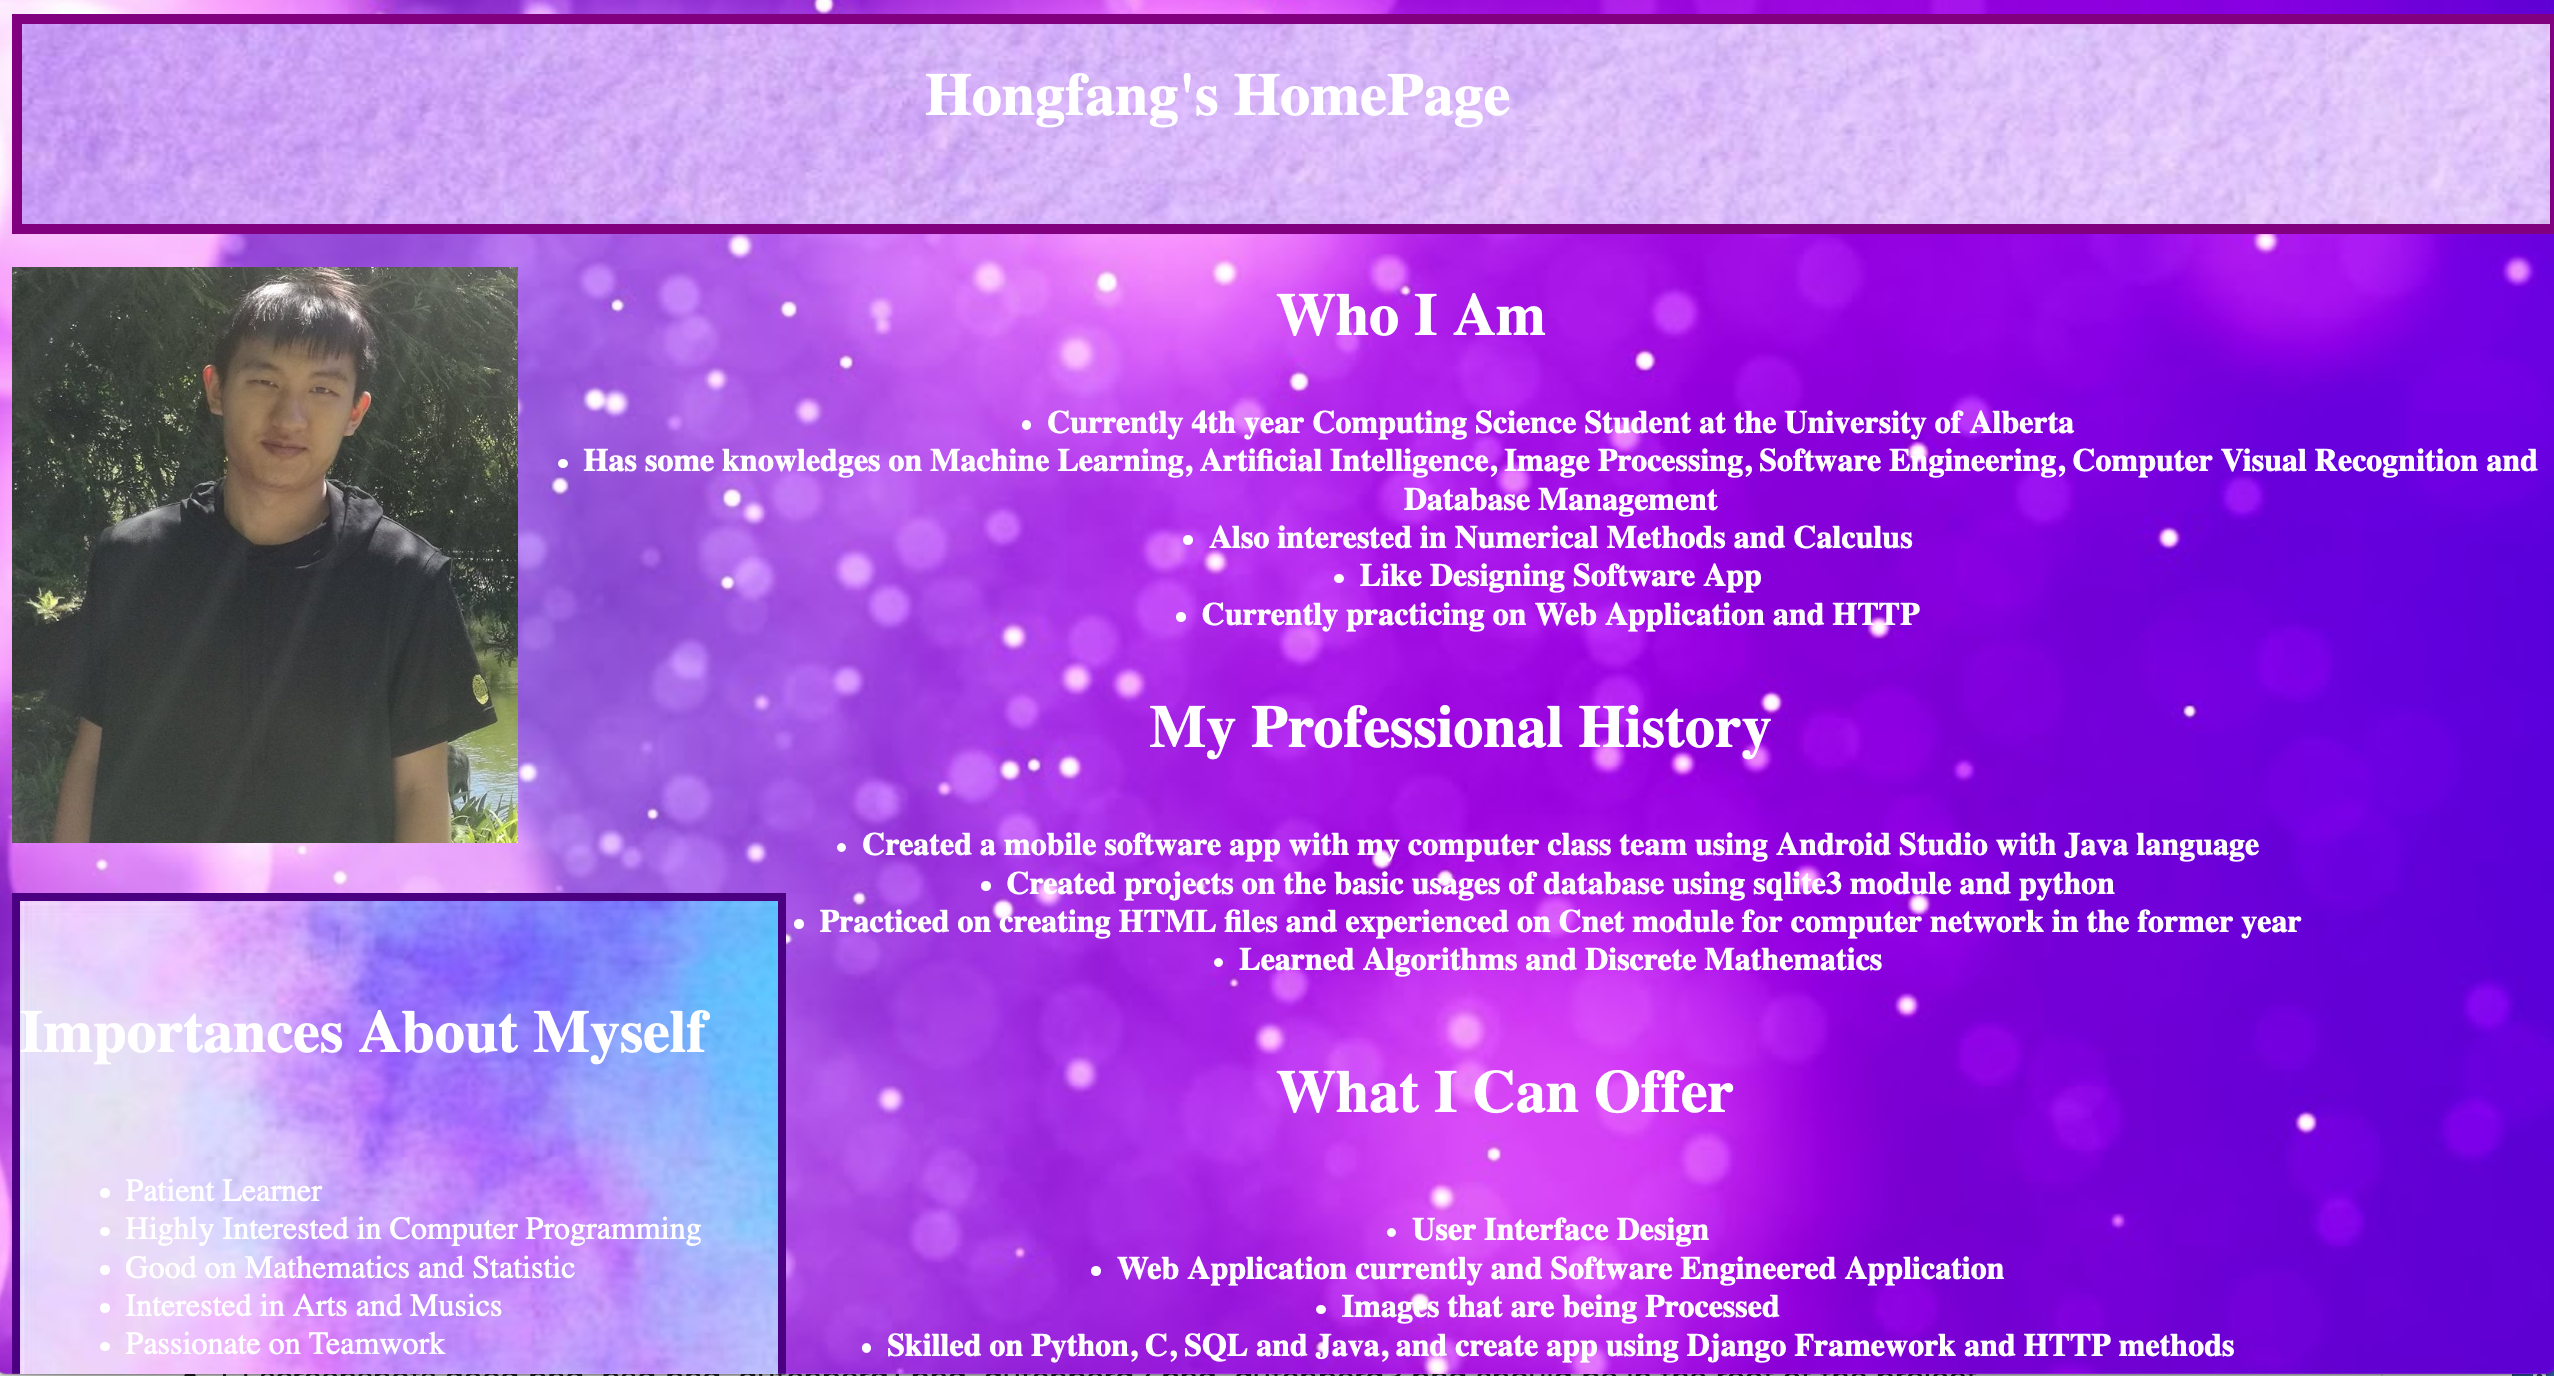 Hongfang's HomePage
Who I Am
• Currently 4th year Computing Science Student at the University of Alberta
• Has some knowledges on Machine Learning, Artificial Intelligence, Image Processing, Software Engineering, Computer Visual Recognition and
Database Management
• Also interested in Numerical Methods and Calculus
• Like Designing Software App
• Currently practicing on Web Application and HTTP
My Professional History
• Created a mobile software app with my computer class team using Android Studio with Java language
• Created projects on the basic usages of database using sqlite3 module and python
• Practiced on creating HTML files and experienced on Cnet module for computer network in the former year
• Learned Algorithms and Discrete Mathematics
Importances About Myself
• Patient Learner
• Highly Interested in Computer Programming
• Good on Mathematics and Statistic
• Interested in Arts and Musics
• Passionate on Teamwork
What I Can Offer
• User Interface Design
• Web Application currently and Software Engineered Application
• Images that are being Processed
• Skilled on Python, C, SQL and Java, and create app using Django Framework and HTTP methods